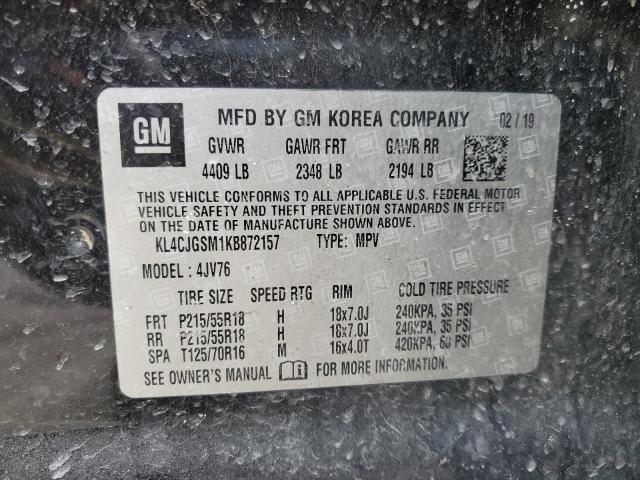 GM MFD BY GM KOREA COMPANY 02/19
GVWR GAWR FRT GAWR RR
4409 LB 2348 LB 2194 LB
THIS VEHICLE CONFORMS TO ALL APPLICABLE U.S. FEDERAL MOTOR
VEHICLE SAFETY AND THEFT PREVENTION STANDARDS IN EFFECT
ON THE DATE OF MANUFACTURE SHOWN ABOVE.
KL4CJGSM1KB872157 TYPE: MPV
MODEL: 4JV76
TIRE SIZE SPEED RTG RIM COLD TIRE PRESSURE
FRT P215/55R18 H 18x7.0J 240KPA, 35 PSI
RR P215/55R18 H 18x7.0J 240KPA, 35 PSI
SPA T125/70R16 M 16x4.0T 420KPA, 60 PSI
SEE OWNER'S MANUAL FOR MORE INFORMATION.